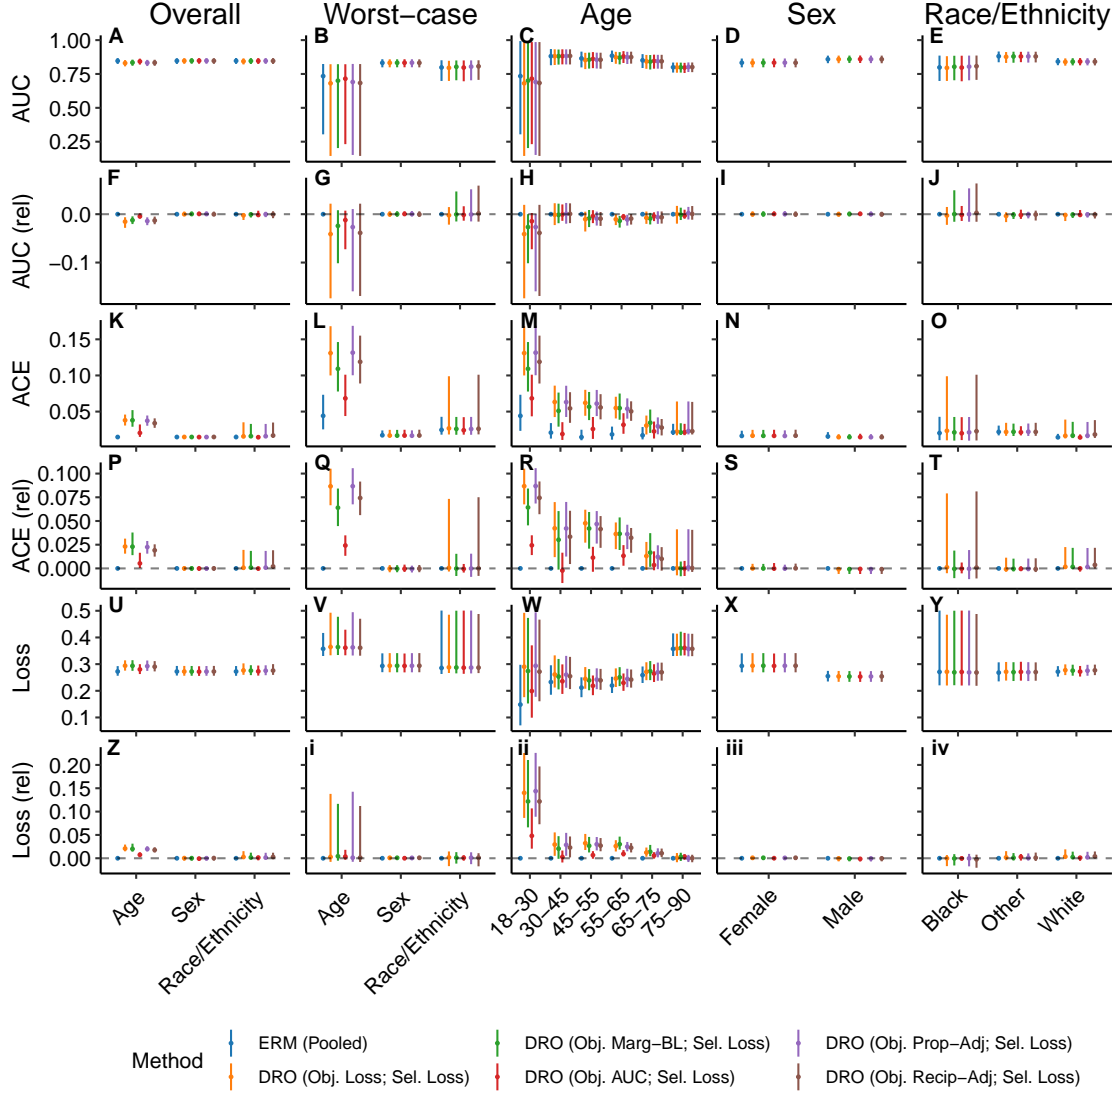 Overall Worst−case Age Sex Race/Ethnicity
A B C D E
AUC
1.00
0.75
0.50
0.25
F G H I J
AUC (rel)
0.0
−0.1
K L M N O
ACE
0.15
0.10
0.05
P Q R S T
ACE (rel)
0.100
0.075
0.050
0.025
0.000
U V W X Y
Loss
0.5
0.4
0.3
0.2
0.1
Z i ii iii iv
Loss (rel)
0.20
0.15
0.10
0.05
0.00
Age Sex Race/Ethnicity Age Sex Race/Ethnicity 18−30 30−45 45−55 55−65 65−75 75−90 Female Male Black Other White
Method
ERM (Pooled) DRO (Obj. Marg−BL; Sel. Loss) DRO (Obj. Prop−Adj; Sel. Loss)
DRO (Obj. Loss; Sel. Loss) DRO (Obj. AUC; Sel. Loss) DRO (Obj. Recip−Adj; Sel. Loss)